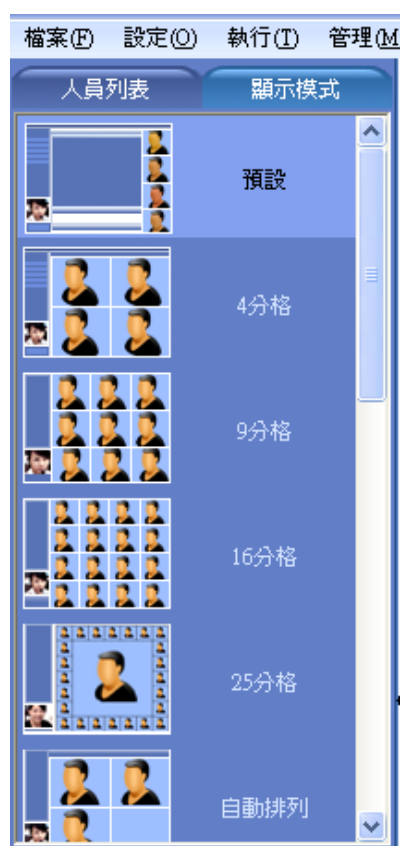 檔案(F) 設定(O) 執行(I) 管理(M
人員列表 顯示模式
預設
4分格
9分格
16分格
25分格
自動排列